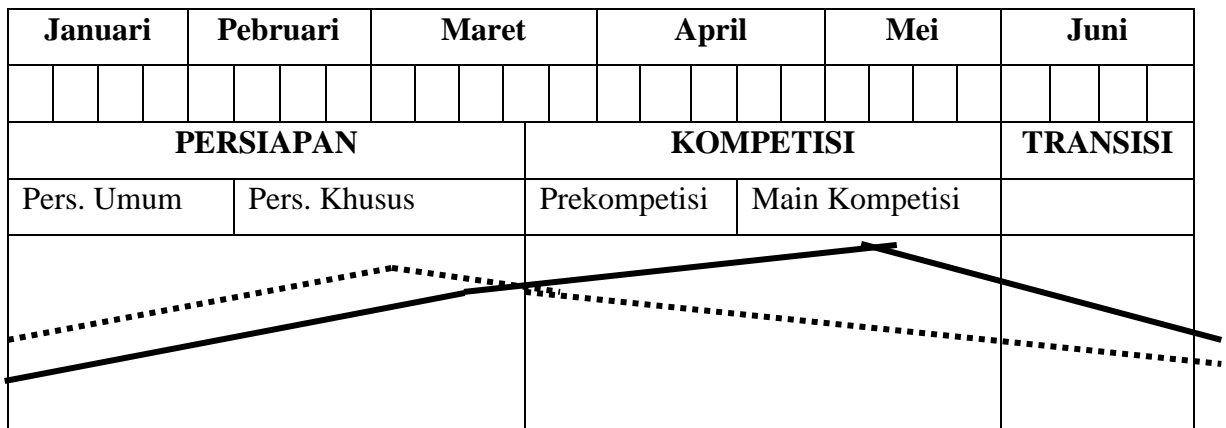 Januari Pebruari Maret April Mei Juni
PERSIAPAN KOMPETISI TRANSISI
Pers. Umum Pers. Khusus Prekompetisi Main Kompetisi